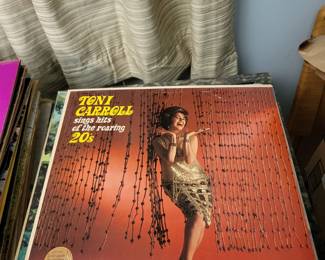 TONI
CARROLL
sings hits
of the roaring
20s